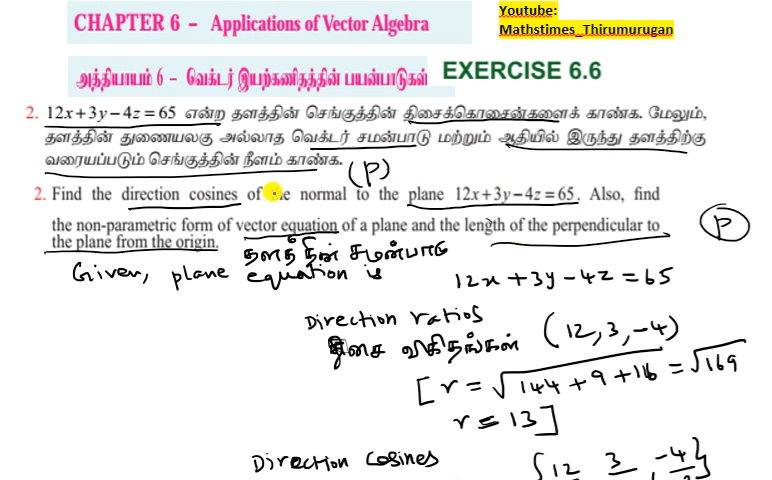 CHAPTER 6 – Applications of Vector Algebra
Youtube:
Mathstimes_Thirumurugan
அத்தியாயம் 6 – வெக்டர் இயற்கணிதத்தின் பயன்பாடுகள்
EXERCISE 6.6
2. 12x+3y−4z=65 என்ற தளத்தின் செங்குத்தின் திசைக்கொசைன்களைக் காண்க. மேலும்,
தளத்தின் துணையலகு அல்லாத வெக்டர் சமன்பாடு மற்றும் ஆதியில் இருந்து தளத்திற்கு
வரையப்படும் செங்குத்தின் நீளம் காண்க.
(P)
2. Find the direction cosines of the normal to the plane 12x+3y−4z=65. Also, find
the non-parametric form of vector equation of a plane and the length of the perpendicular to
P
the plane from the origin.
தளத்தின் சமன்பாடு
Given, plane equation is
12x+3y−4z=65
Direction ratios
திசை விகிதங்கள் (12,3,−4)
[r=√144+9+16=√169
r=13]
Direction Cosines
{12 3 −4}